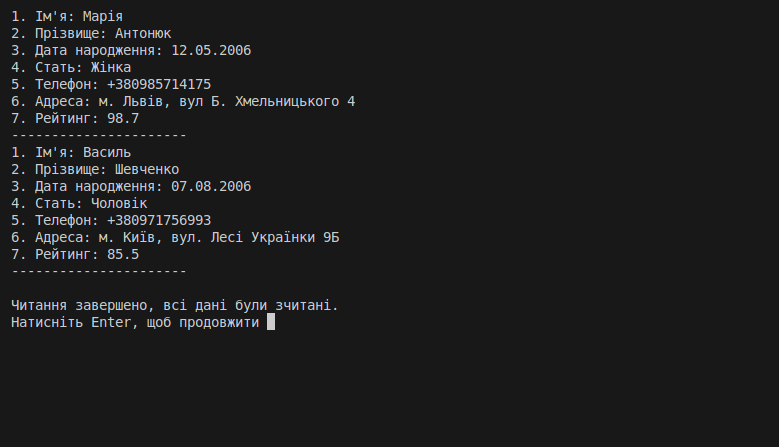 1. Ім'я: Марія
2. Прізвище: Антонюк
3. Дата народження: 12.05.2006
4. Стать: Жінка
5. Телефон: +380985714175
6. Адреса: м. Львів, вул Б. Хмельницького 4
7. Рейтинг: 98.7
----------------------
1. Ім'я: Василь
2. Прізвище: Шевченко
3. Дата народження: 07.08.2006
4. Стать: Чоловік
5. Телефон: +380971756993
6. Адреса: м. Київ, вул. Лесі Українки 9Б
7. Рейтинг: 85.5
----------------------
Читання завершено, всі дані були зчитані.
Натисніть Enter, щоб продовжити